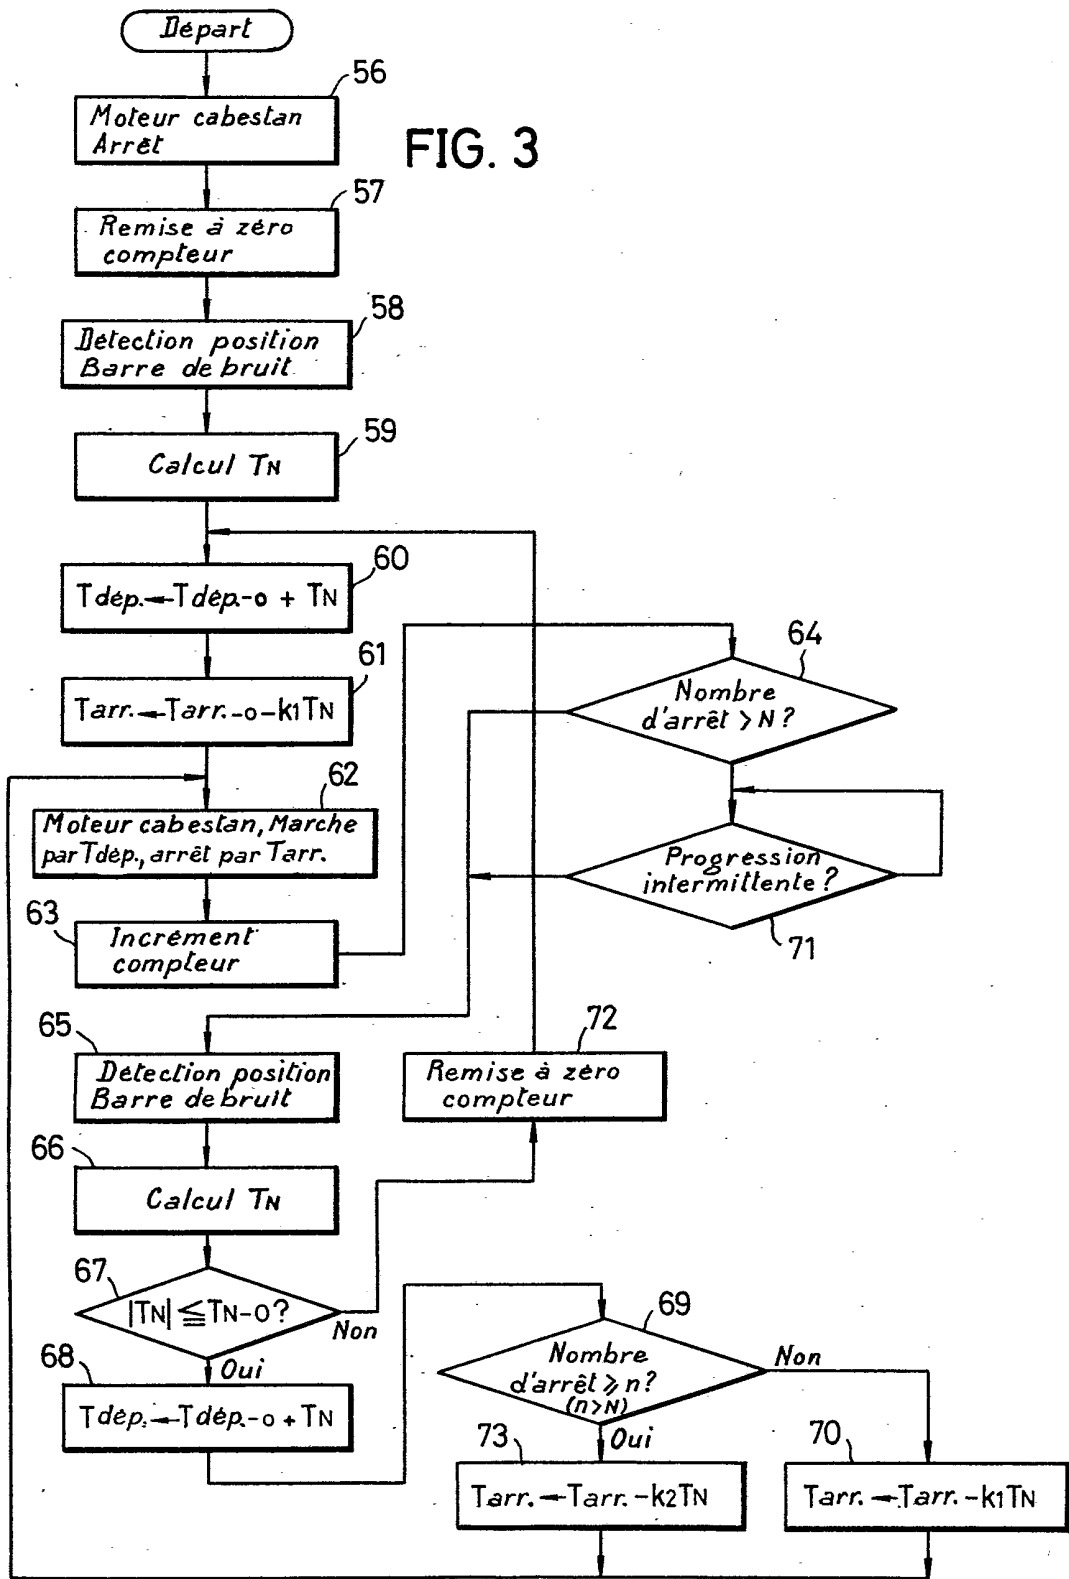 Départ
56
Moteur cabestan
Arrêt
FIG. 3
57
Remise à zéro
compteur
58
Détection position
Barre de bruit
59
Calcul TN
60
Tdép.←Tdép.-o + TN
61
Tarr.←Tarr.-o-k1TN
62
Moteur cabestan, Marche
par Tdép., arrêt par Tarr.
63
Incrément
compteur
64
Nombre
d'arrêt > N ?
Progression
intermittente ?
71
65
Détection position
Barre de bruit
72
Remise à zéro
compteur
66
Calcul TN
67
|TN| ≦ TN-O ?
Non
Oui
68
Tdép.←Tdép.-o + TN
69
Nombre
d'arrêt ≥ n ?
(n>N)
Non
Oui
73
Tarr.←Tarr.-k2TN
70
Tarr.←Tarr.-k1TN